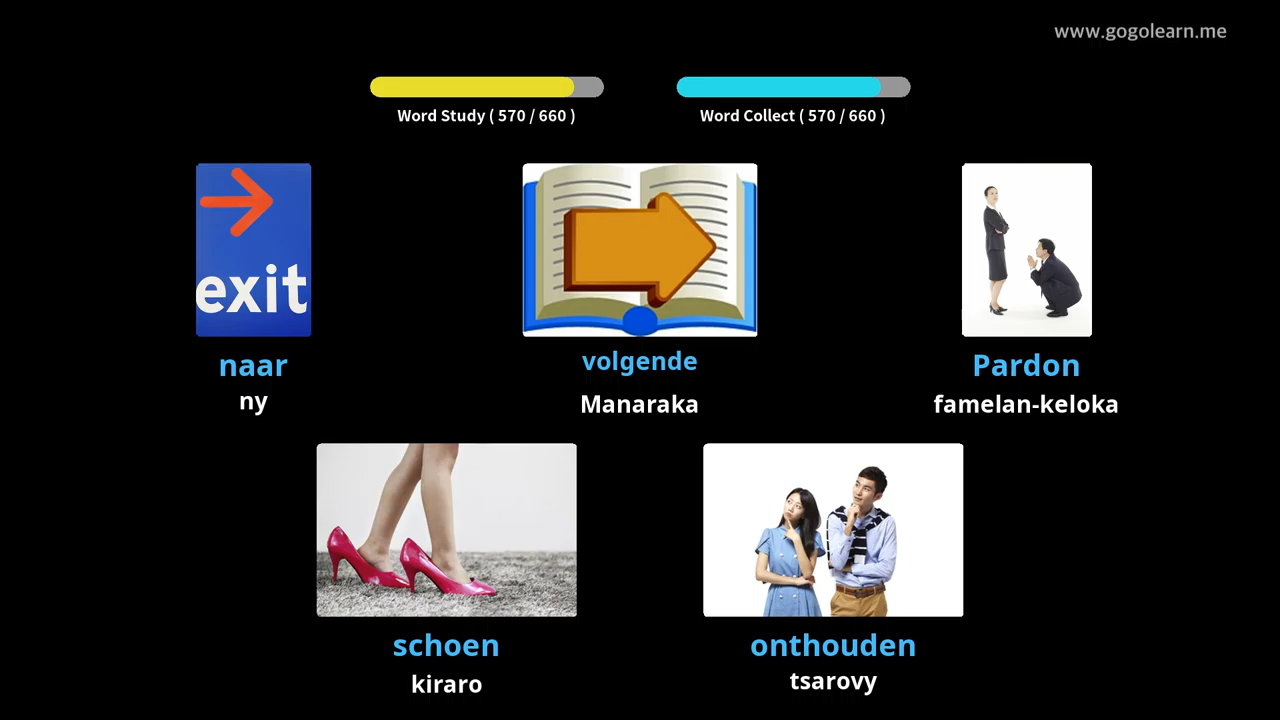 www.gogolearn.me
Word Study ( 570 / 660 )
Word Collect ( 570 / 660 )
exit
naar
ny
volgende
Manaraka
Pardon
famelan-keloka
schoen
kiraro
onthouden
tsarovy